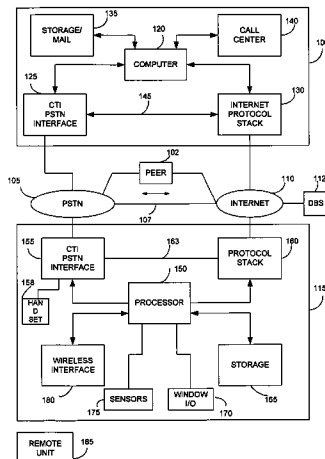 135
STORAGE/
MAIL
120
COMPUTER
140
CALL
CENTER
125
CTI
PSTN
INTERFACE
145
130
INTERNET
PROTOCOL
STACK
100
102
PEER
105
PSTN
107
110
INTERNET
112
DBS
155
CTI
PSTN
INTERFACE
163
160
PROTOCOL
STACK
158
HAN
D
SET
150
PROCESSOR
115
WIRELESS
INTERFACE
180
STORAGE
165
SENSORS
175
WINDOW
I/O
170
REMOTE
UNIT
185